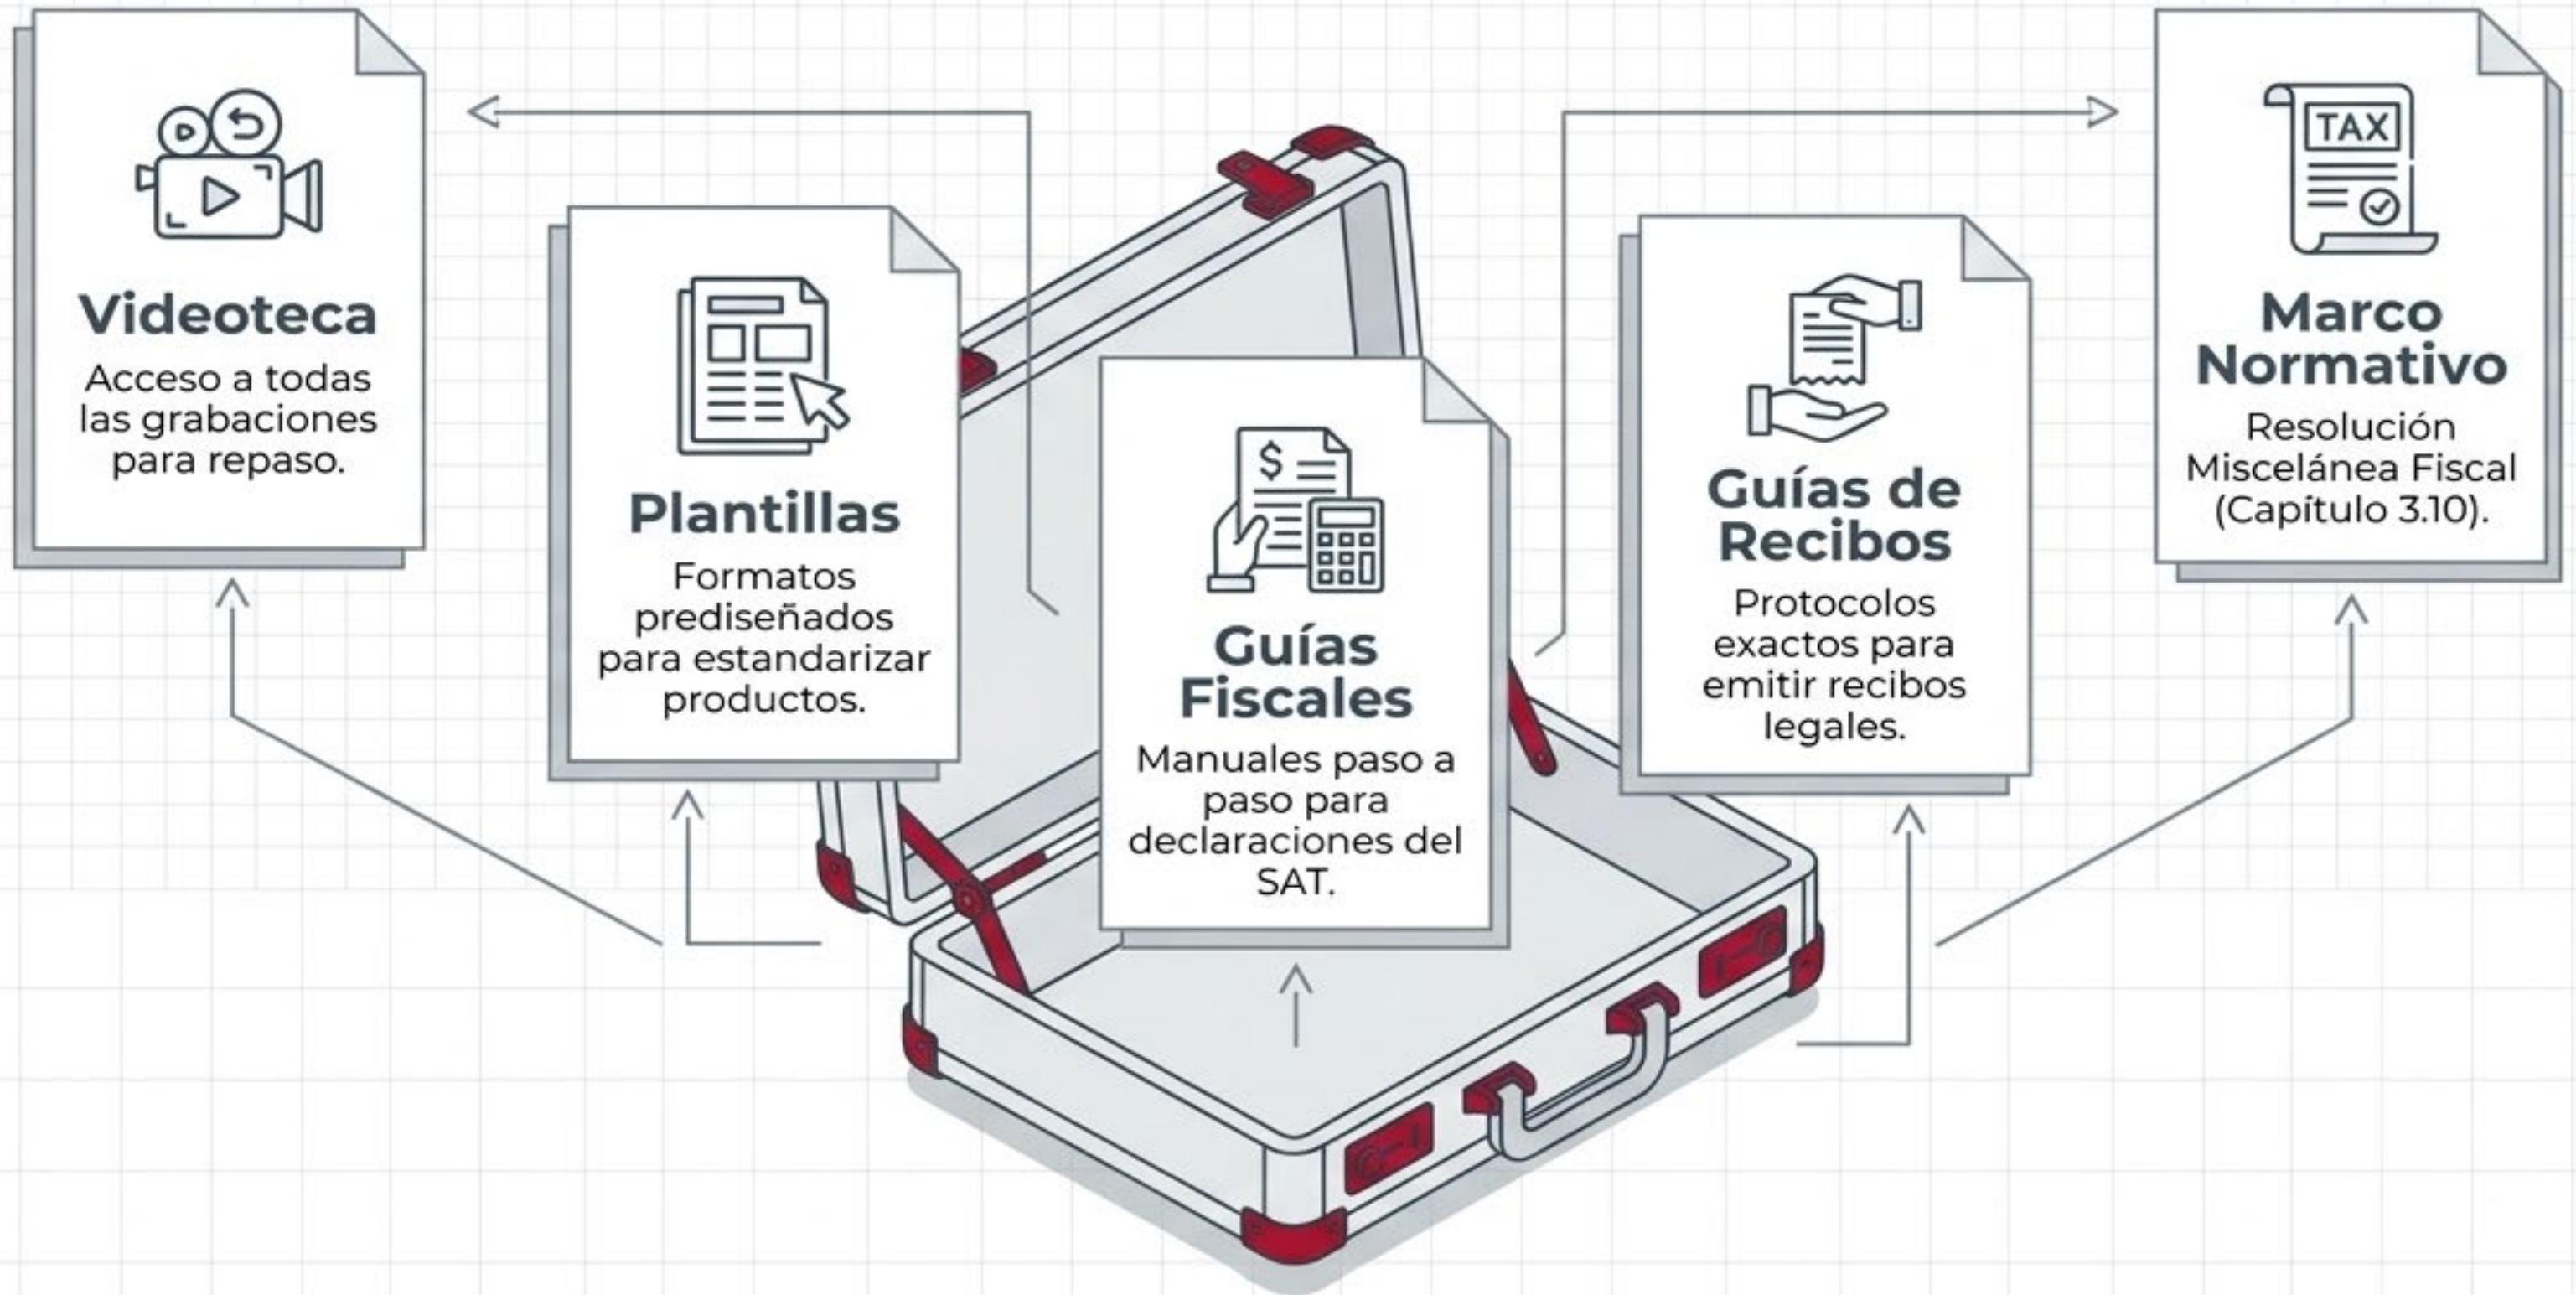 Videoteca
Acceso a todas
las grabaciones
para repaso.
Plantillas
Formatos
prediseñados
para estandarizar
productos.
$
Guías
Fiscales
Manuales paso a
paso para
declaraciones del
SAT.
Guías de
Recibos
Protocolos
exactos para
emitir recibos
legales.
TAX
Marco
Normativo
Resolución
Miscelánea Fiscal
(Capítulo 3.10).